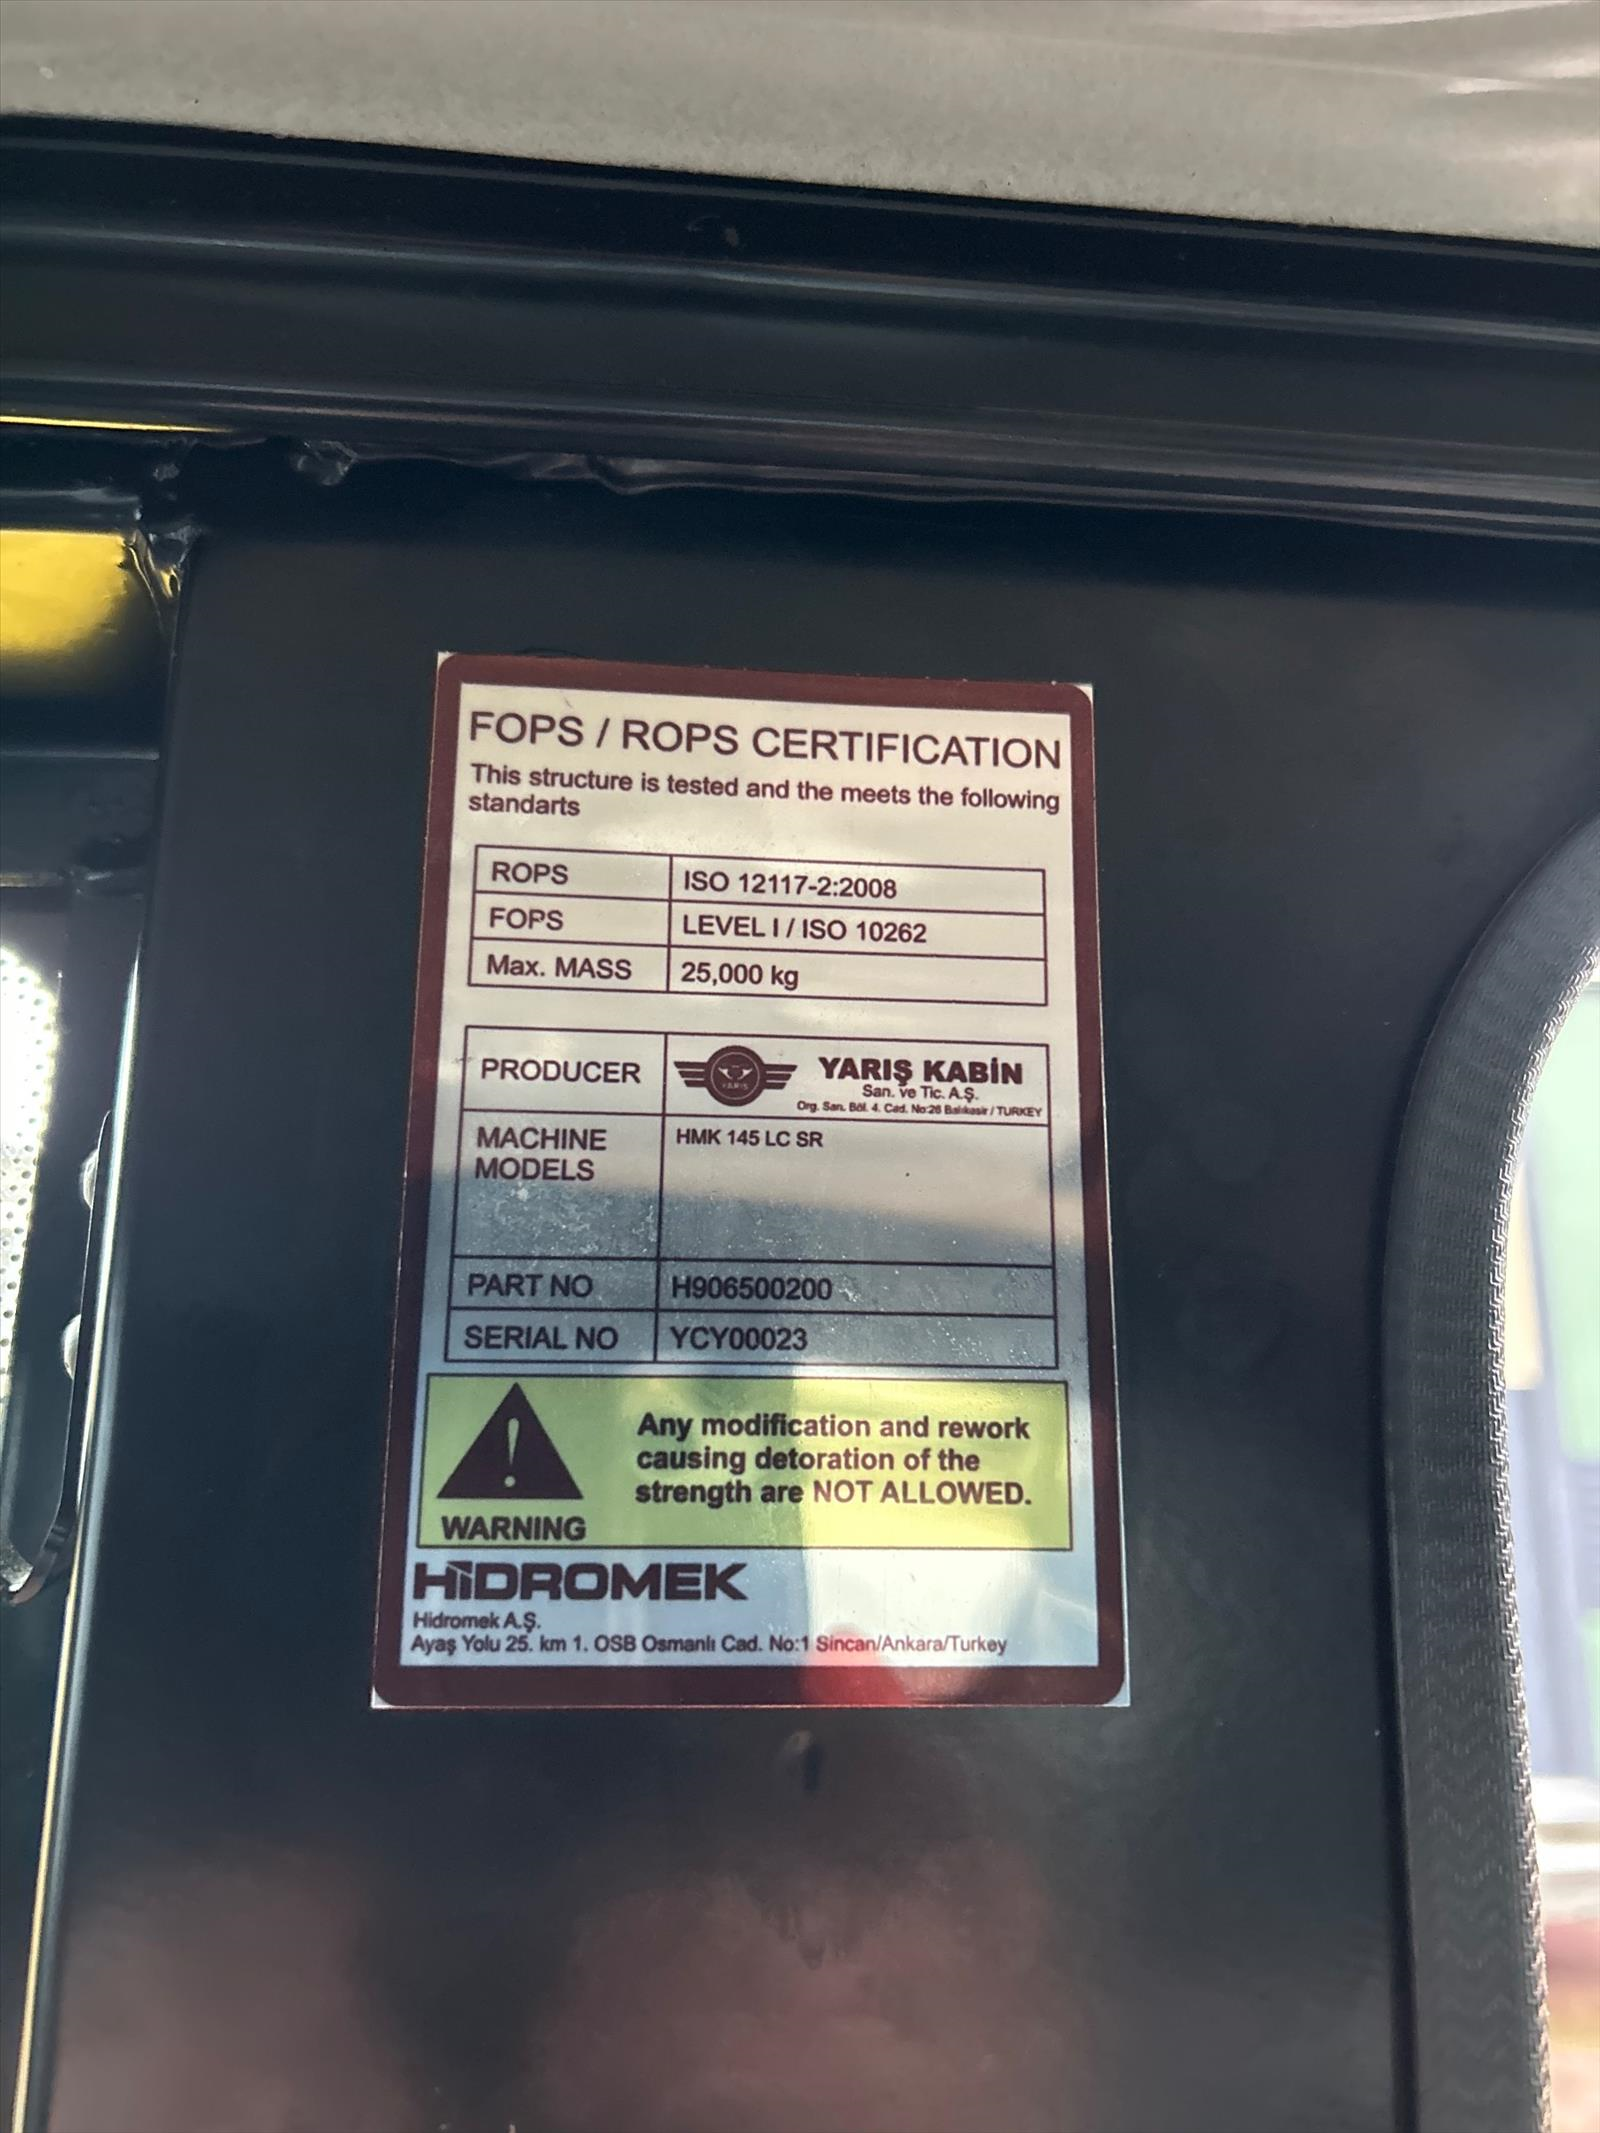 FOPS / ROPS CERTIFICATION
This structure is tested and the meets the following
standarts
ROPS ISO 12117-2:2008
FOPS LEVEL I / ISO 10262
Max. MASS 25,000 kg
PRODUCER YARIŞ YARIŞ KABİN
San. ve Tic. A.Ş.
Org. San. Böl. 4. Cad. No:26 Balıkesir / TURKEY
MACHINE MODELS HMK 145 LC SR
PART NO H906500200
SERIAL NO YCY00023
Any modification and rework
causing detoration of the
strength are NOT ALLOWED.
WARNING
HİDROMEK
Hidromek A.Ş.
Ayaş Yolu 25. km 1. OSB Osmanlı Cad. No:1 Sincan/Ankara/Turkey